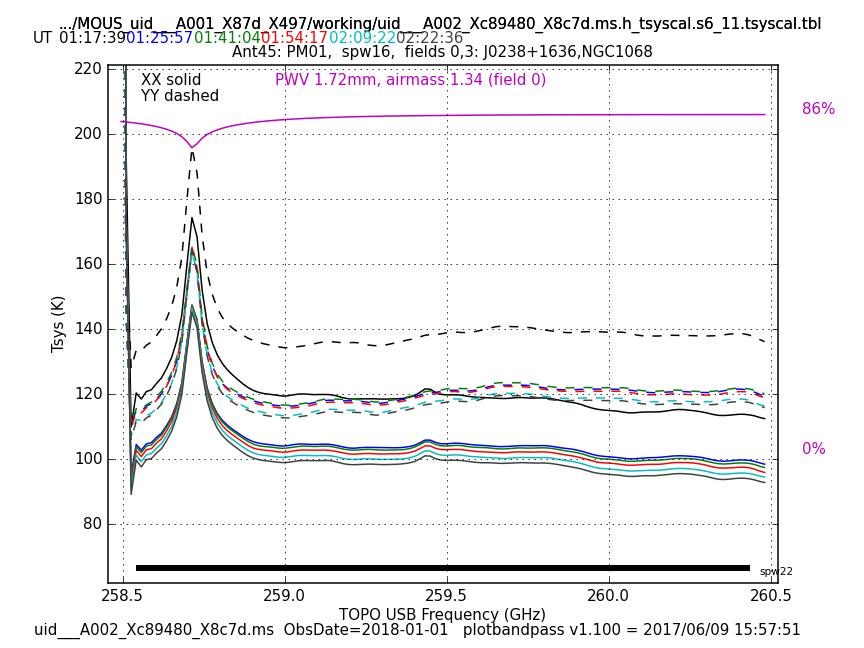 .../MOUS_uid___A001_X87d_X497/working/uid___A002_Xc89480_X8c7d.ms.h_tsyscal.s6_11.tsyscal.tbl
UT 01:17:39 01:25:57 01:41:04 01:54:17 02:09:22 02:22:36
Ant45: PM01, spw16, fields 0,3: J0238+1636,NGC1068
XX solid
YY dashed
PWV 1.72mm, airmass 1.34 (field 0)
86%
0%
220
200
180
160
140
120
100
80
Tsys (K)
spw22
258.5 259.0 259.5 260.0 260.5
TOPO USB Frequency (GHz)
uid___A002_Xc89480_X8c7d.ms ObsDate=2018-01-01 plotbandpass v1.100 = 2017/06/09 15:57:51